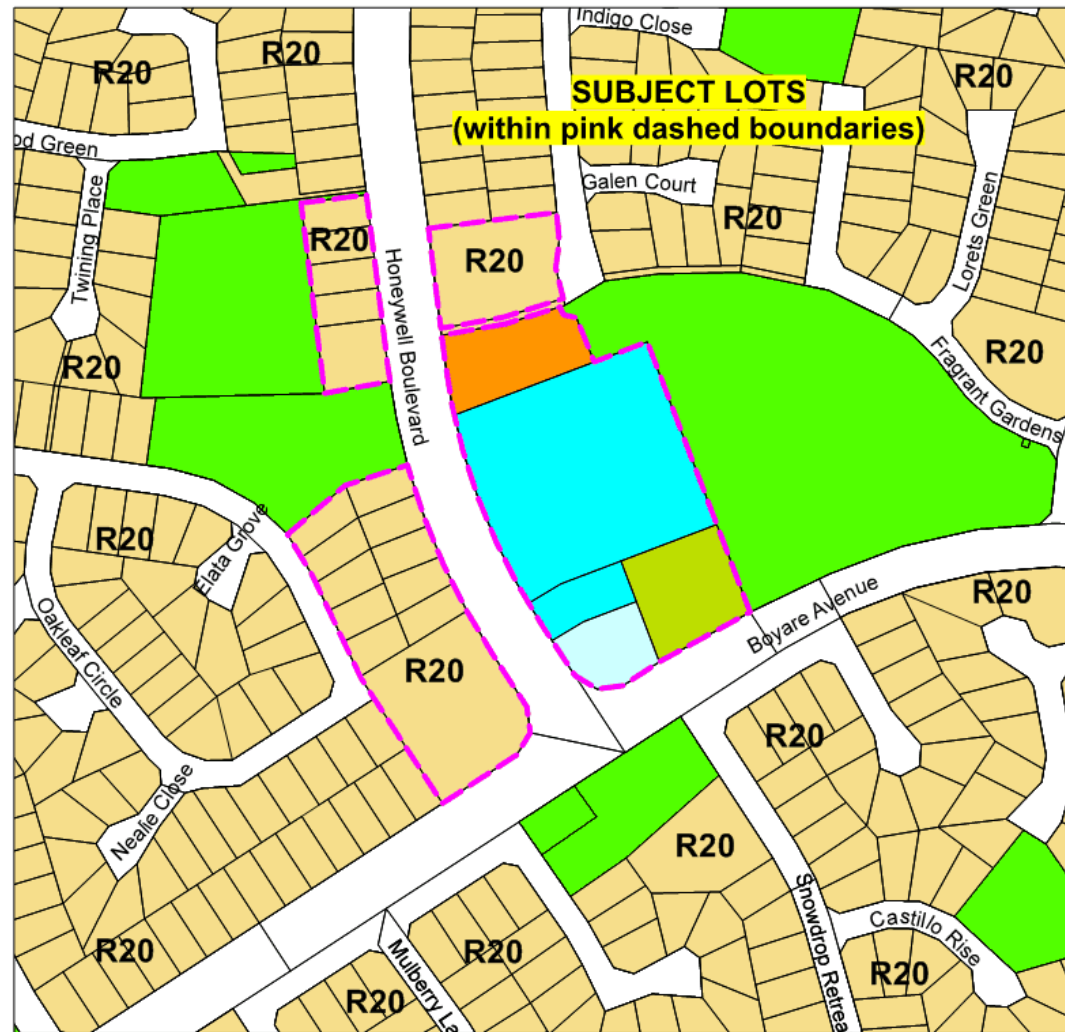 Indigo Close
R20
R20
R20
SUBJECT LOTS
(within pink dashed boundaries)
od Green
Galen Court
Twining Place
R20
R20
R20
Honeywell Boulevard
Lorets Green
R20
R20
Fragrant Gardens
R20
Elata Grove
Oakleaf Circle
Boyare Avenue
R20
R20
R20
Nealie Close
R20
Snowdrop Retrea
Castillo Rise
R20
R20
Mulberry La
R20
R20